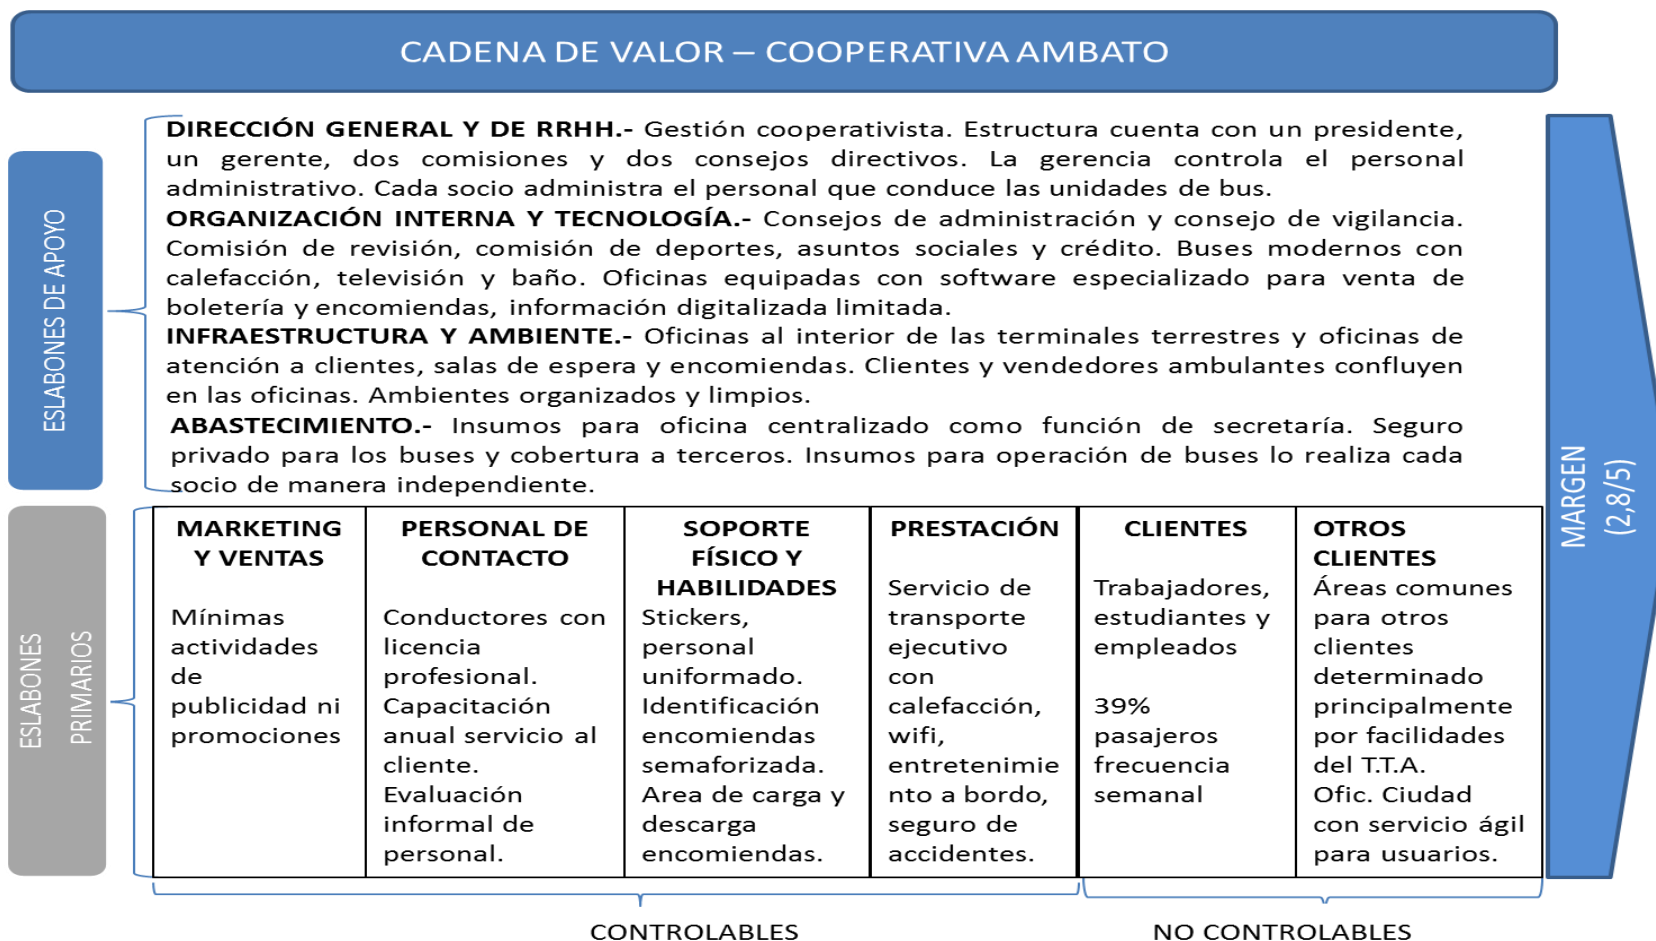 CADENA DE VALOR – COOPERATIVA AMBATO
ESLABONES DE APOYO
DIRECCIÓN GENERAL Y DE RRHH.- Gestión cooperativista. Estructura cuenta con un presidente,
un gerente, dos comisiones y dos consejos directivos. La gerencia controla el personal
administrativo. Cada socio administra el personal que conduce las unidades de bus.
ORGANIZACIÓN INTERNA Y TECNOLOGÍA.- Consejos de administración y consejo de vigilancia.
Comisión de revisión, comisión de deportes, asuntos sociales y crédito. Buses modernos con
calefacción, televisión y baño. Oficinas equipadas con software especializado para venta de
boletería y encomiendas, información digitalizada limitada.
INFRAESTRUCTURA Y AMBIENTE.- Oficinas al interior de las terminales terrestres y oficinas de
atención a clientes, salas de espera y encomiendas. Clientes y vendedores ambulantes confluyen
en las oficinas. Ambientes organizados y limpios.
ABASTECIMIENTO.- Insumos para oficina centralizado como función de secretaría. Seguro
privado para los buses y cobertura a terceros. Insumos para operación de buses lo realiza cada
socio de manera independiente.
MARGEN
(2,8/5)
ESLABONES
PRIMARIOS
MARKETING
Y VENTAS
Mínimas
actividades
de
publicidad ni
promociones
PERSONAL DE
CONTACTO
Conductores con
licencia
profesional.
Capacitación
anual servicio al
cliente.
Evaluación
informal de
personal.
SOPORTE
FÍSICO Y
HABILIDADES
Stickers,
personal
uniformado.
Identificación
encomiendas
semaforizada.
Area de carga y
descarga
encomiendas.
PRESTACIÓN
Servicio de
transporte
ejecutivo
con
calefacción,
wifi,
entretenimie
nto a bordo,
seguro de
accidentes.
CLIENTES
Trabajadores,
estudiantes y
empleados
39%
pasajeros
frecuencia
semanal
OTROS
CLIENTES
Áreas comunes
para otros
clientes
determinado
principalmente
por facilidades
del T.T.A.
Ofic. Ciudad
con servicio ágil
para usuarios.
CONTROLABLES
NO CONTROLABLES